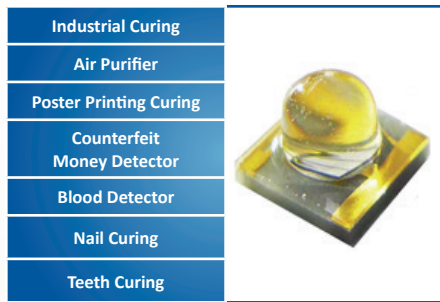 Industrial Curing
Air Purifier
Poster Printing Curing
Counterfeit
Money Detector
Blood Detector
Nail Curing
Teeth Curing